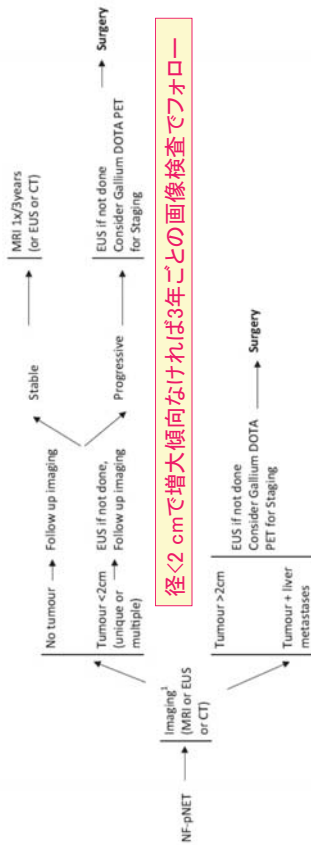 NF-pNET
Imaging¹
(MRI or EUS
or CT)
No tumour
Follow up imaging
Tumour <2cm
(unique or
multiple)
EUS if not done,
Follow up imaging
Stable
MRI 1x/3years
(or EUS or CT)
Progressive
EUS if not done
Consider Gallium DOTA PET
for Staging
Surgery
径<2 cmで増大傾向なければ3年ごとの画像検査でフォロー
Tumour >2cm
Tumour + liver
metastases
EUS if not done
Consider Gallium DOTA
PET for Staging
Surgery